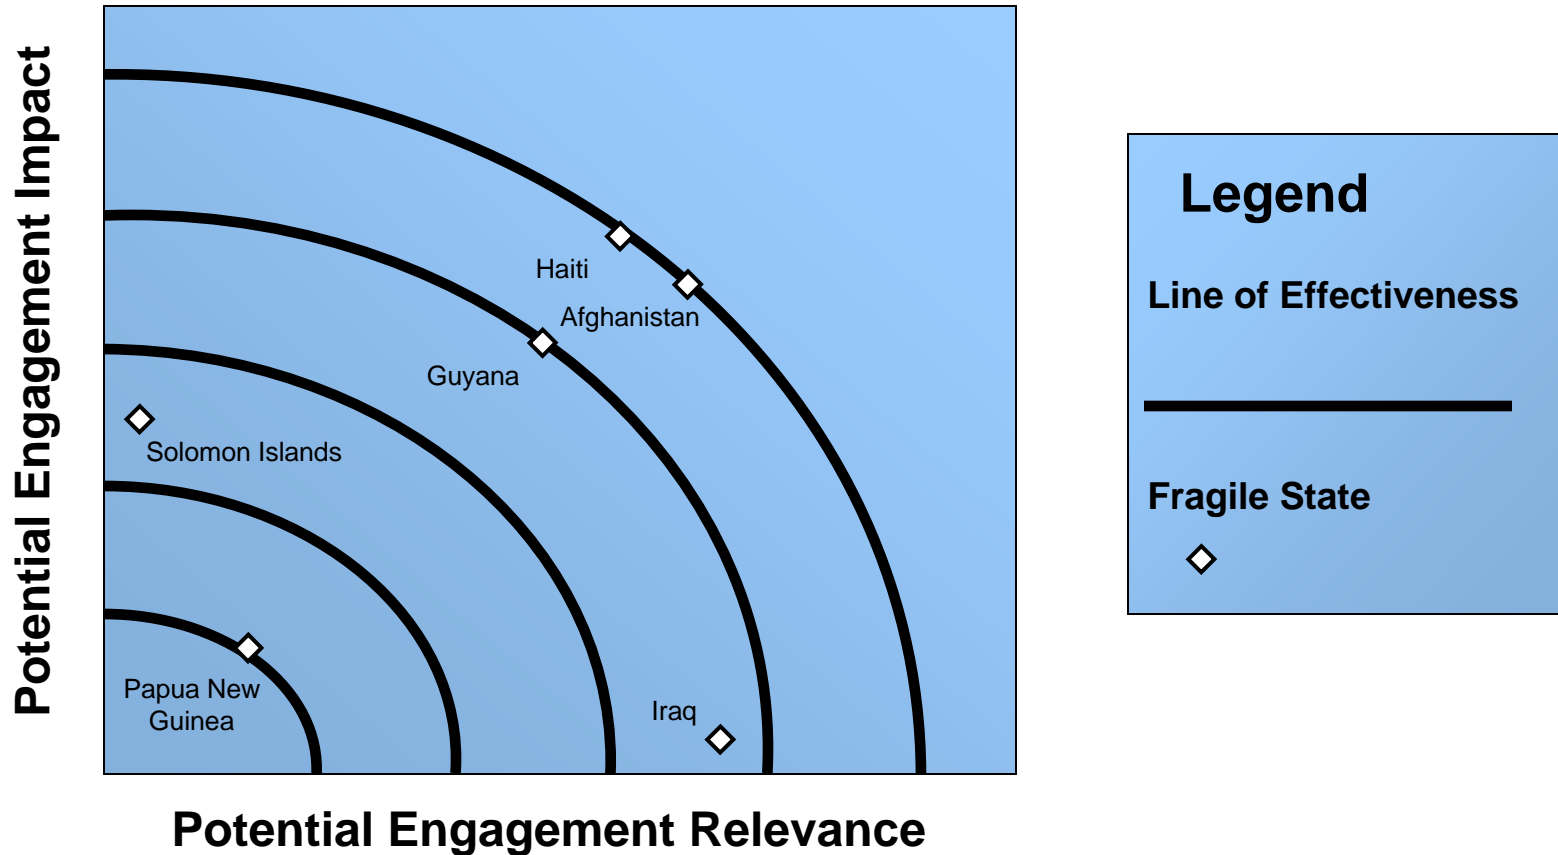 Potential Engagement Impact
Haiti
Afghanistan
Guyana
Solomon Islands
Papua New
Guinea
Iraq
Potential Engagement Relevance
Legend
Line of Effectiveness
Fragile State